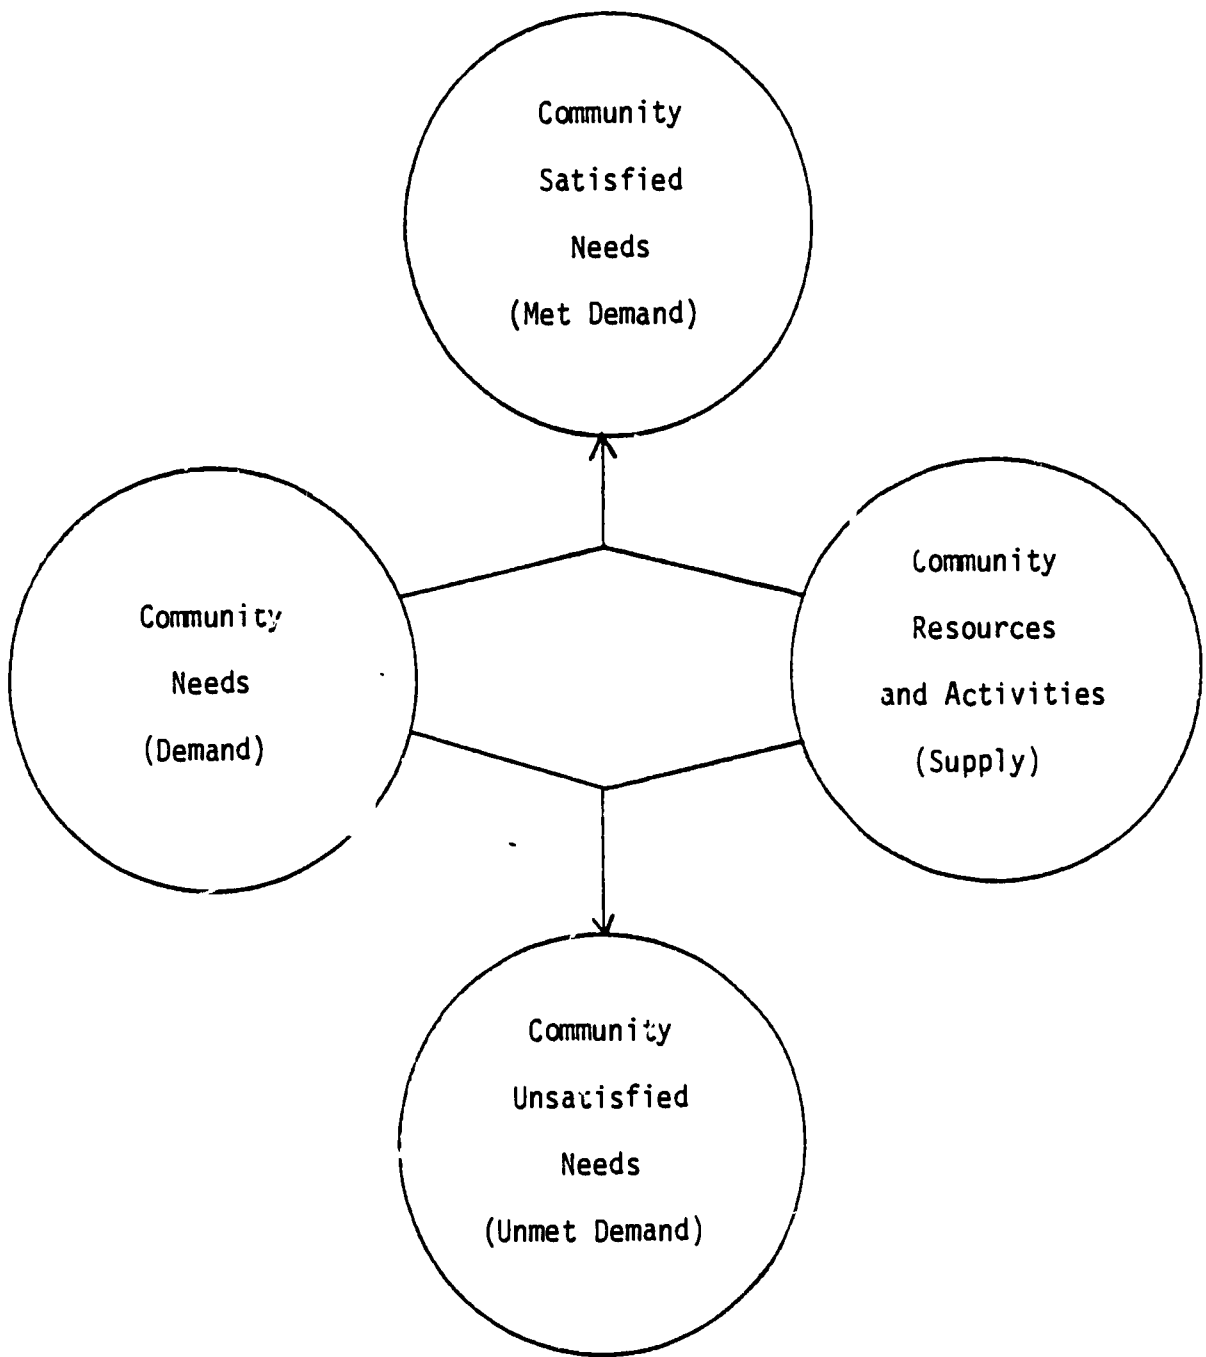 Community
Satisfied
Needs
(Met Demand)
Community
Needs
(Demand)
Community
Resources
and Activities
(Supply)
Community
Unsatisfied
Needs
(Unmet Demand)